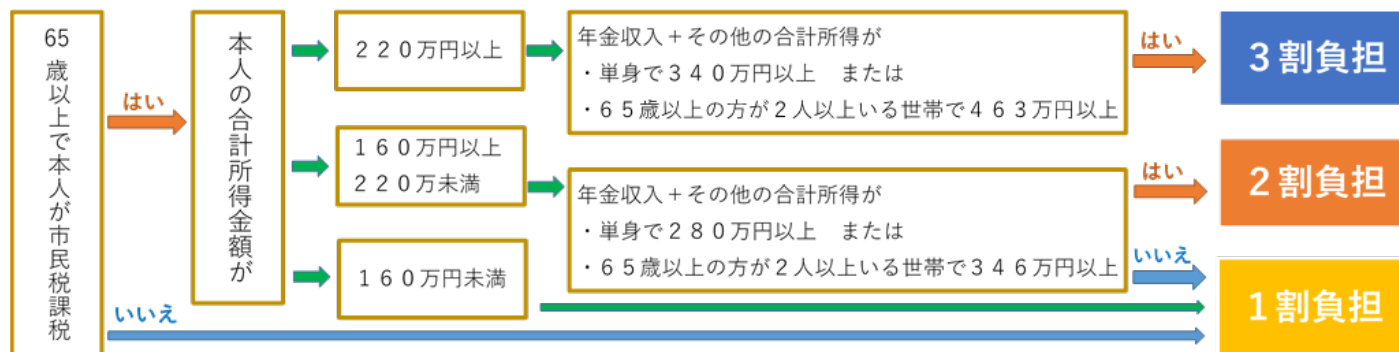 65歳以上で本人が市民税課税
はい
いいえ
本人の合計所得金額が
２２０万円以上
１６０万円以上
２２０万未満
１６０万円未満
年金収入＋その他の合計所得が
・単身で３４０万円以上　または
・６５歳以上の方が２人以上いる世帯で４６３万円以上
はい
３割負担
年金収入＋その他の合計所得が
・単身で２８０万円以上　または
・６５歳以上の方が２人以上いる世帯で３４６万円以上
はい
２割負担
いいえ
１割負担